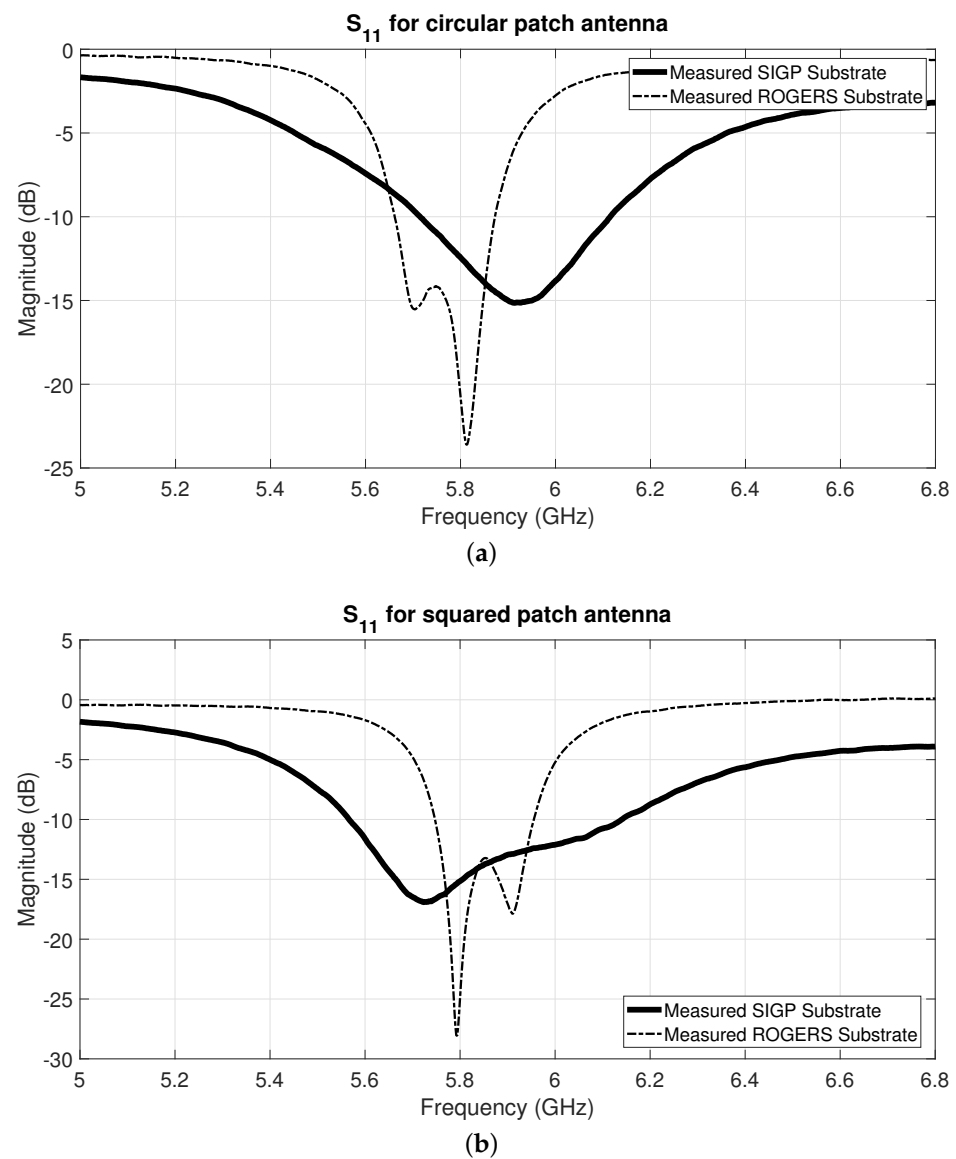 S11 for circular patch antenna
Measured SIGP Substrate
Measured ROGERS Substrate
Magnitude (dB)
0
-5
-10
-15
-20
-25
5 5.2 5.4 5.6 5.8 6 6.2 6.4 6.6 6.8
Frequency (GHz)
(a)
S11 for squared patch antenna
Magnitude (dB)
5
0
-5
-10
-15
-20
-25
-30
Measured SIGP Substrate
Measured ROGERS Substrate
5 5.2 5.4 5.6 5.8 6 6.2 6.4 6.6 6.8
Frequency (GHz)
(b)